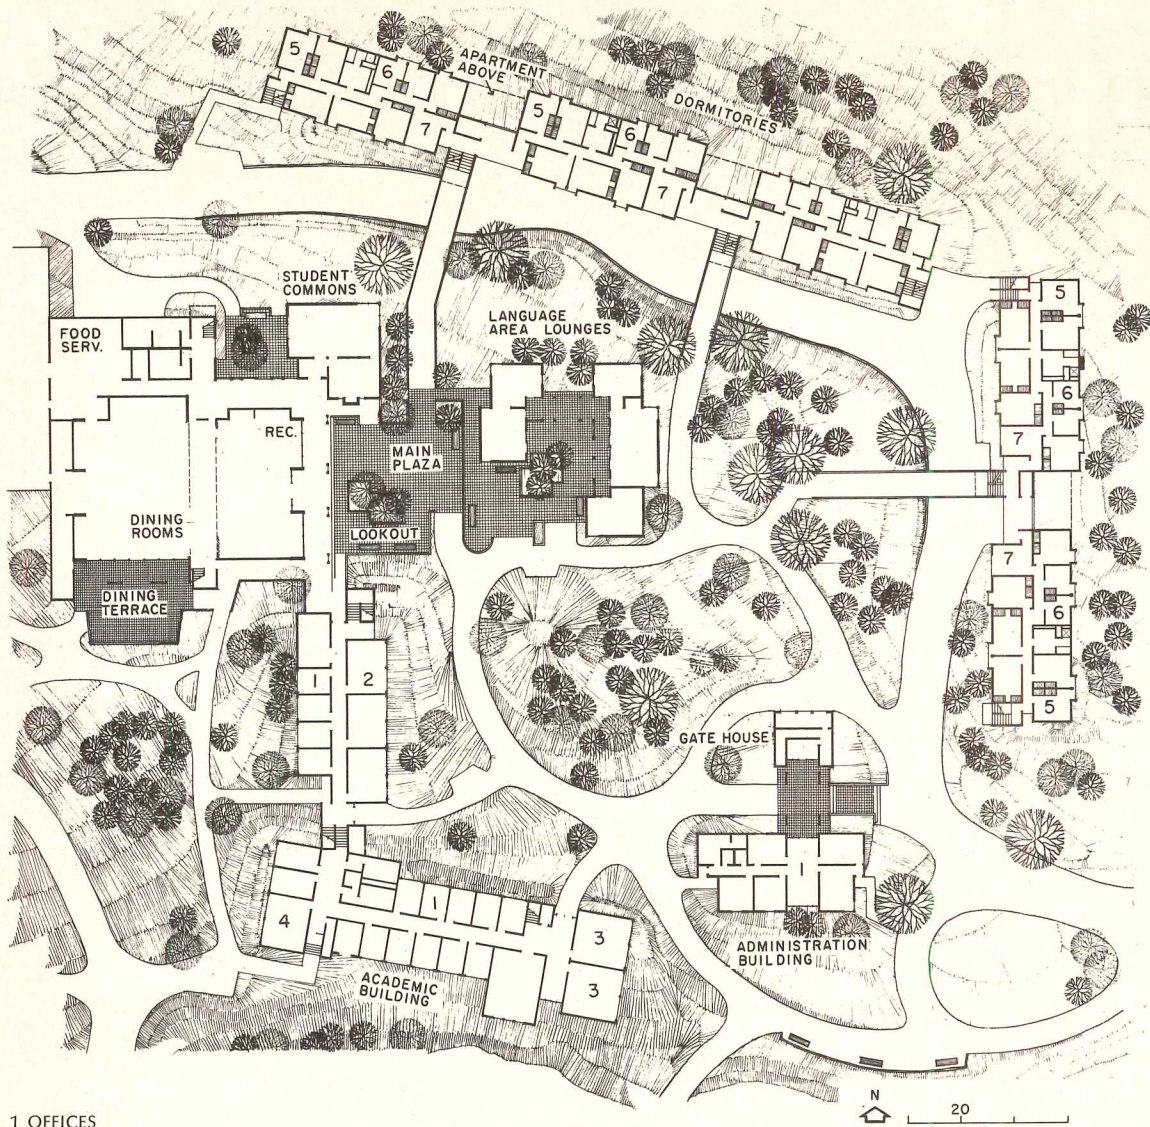 5
6
APARTMENT
ABOVE
DORMITORIES
5
6
7
7
STUDENT
COMMONS
5
FOOD
SERV.
LANGUAGE
AREA LOUNGES
6
REC.
7
MAIN
PLAZA
DINING
ROOMS
LOOKOUT
7
DINING
TERRACE
6
1
2
5
GATE HOUSE
1
1
4
3
3
ADMINISTRATION
BUILDING
ACADEMIC
BUILDING
N
20
1 OFFICES